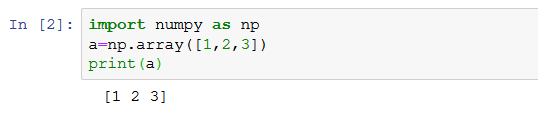 In [2]: import numpy as np
a=np.array([1,2,3])
print(a)
[1 2 3]